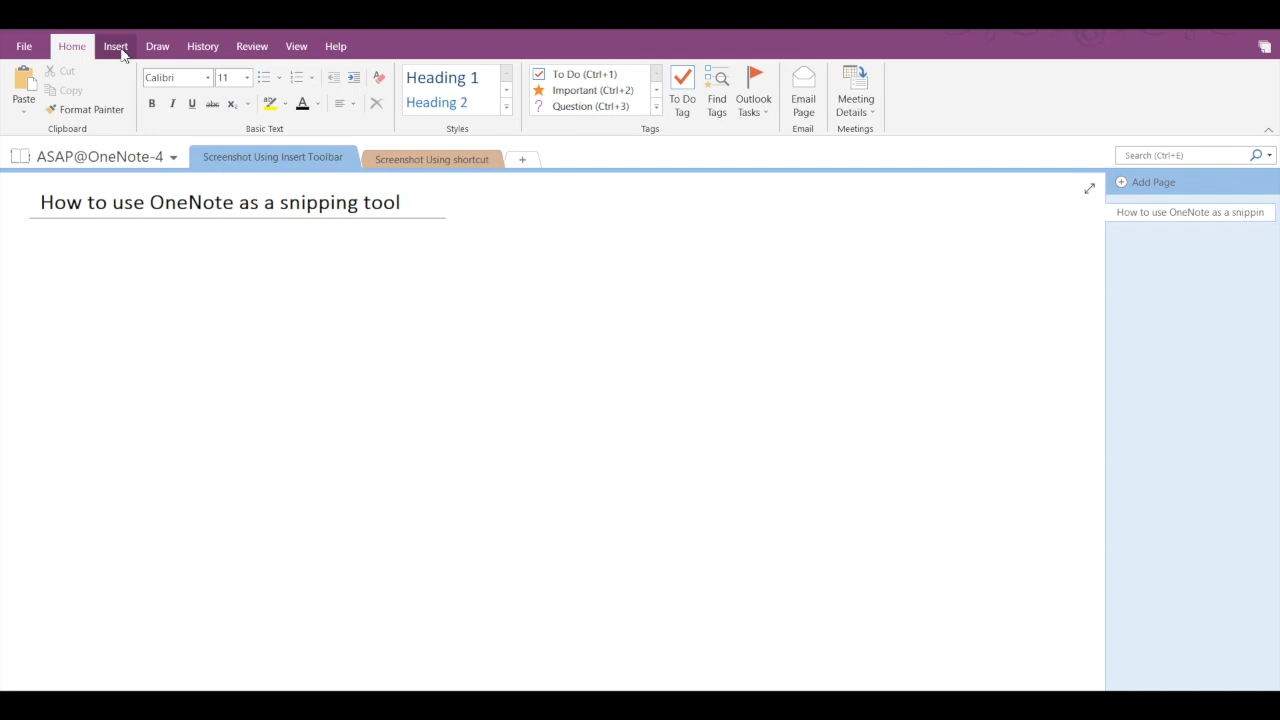 File Home Insert Draw History Review View Help
Paste
Cut
Copy
Format Painter
Clipboard
Calibri 11
B I U abc X₂ A
Basic Text
Heading 1
Heading 2
Styles
To Do (Ctrl+1)
Important (Ctrl+2)
Question (Ctrl+3)
To Do Tag
Find Tags
Outlook Tasks
Tags
Email Page
Email
Meeting Details
Meetings
ASAP@OneNote-4
Screenshot Using Insert Toolbar
Screenshot Using shortcut
+
Search (Ctrl+E)
How to use OneNote as a snipping tool
Add Page
How to use OneNote as a snippin